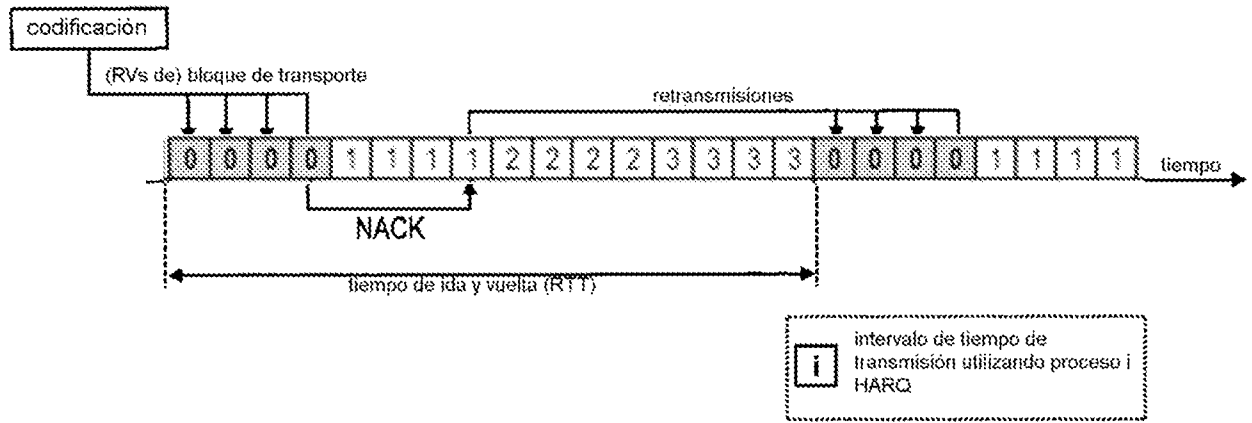 codificación
(RVs de) bloque de transporte
retransmisiones
0 0 0 0 1 1 1 1 2 2 2 2 3 3 3 3 0 0 0 0 1 1 1 1
tiempo
NACK
tiempo de ida y vuelta (RTT)
i
intervalo de tiempo de
transmisión utilizando proceso i
HARQ